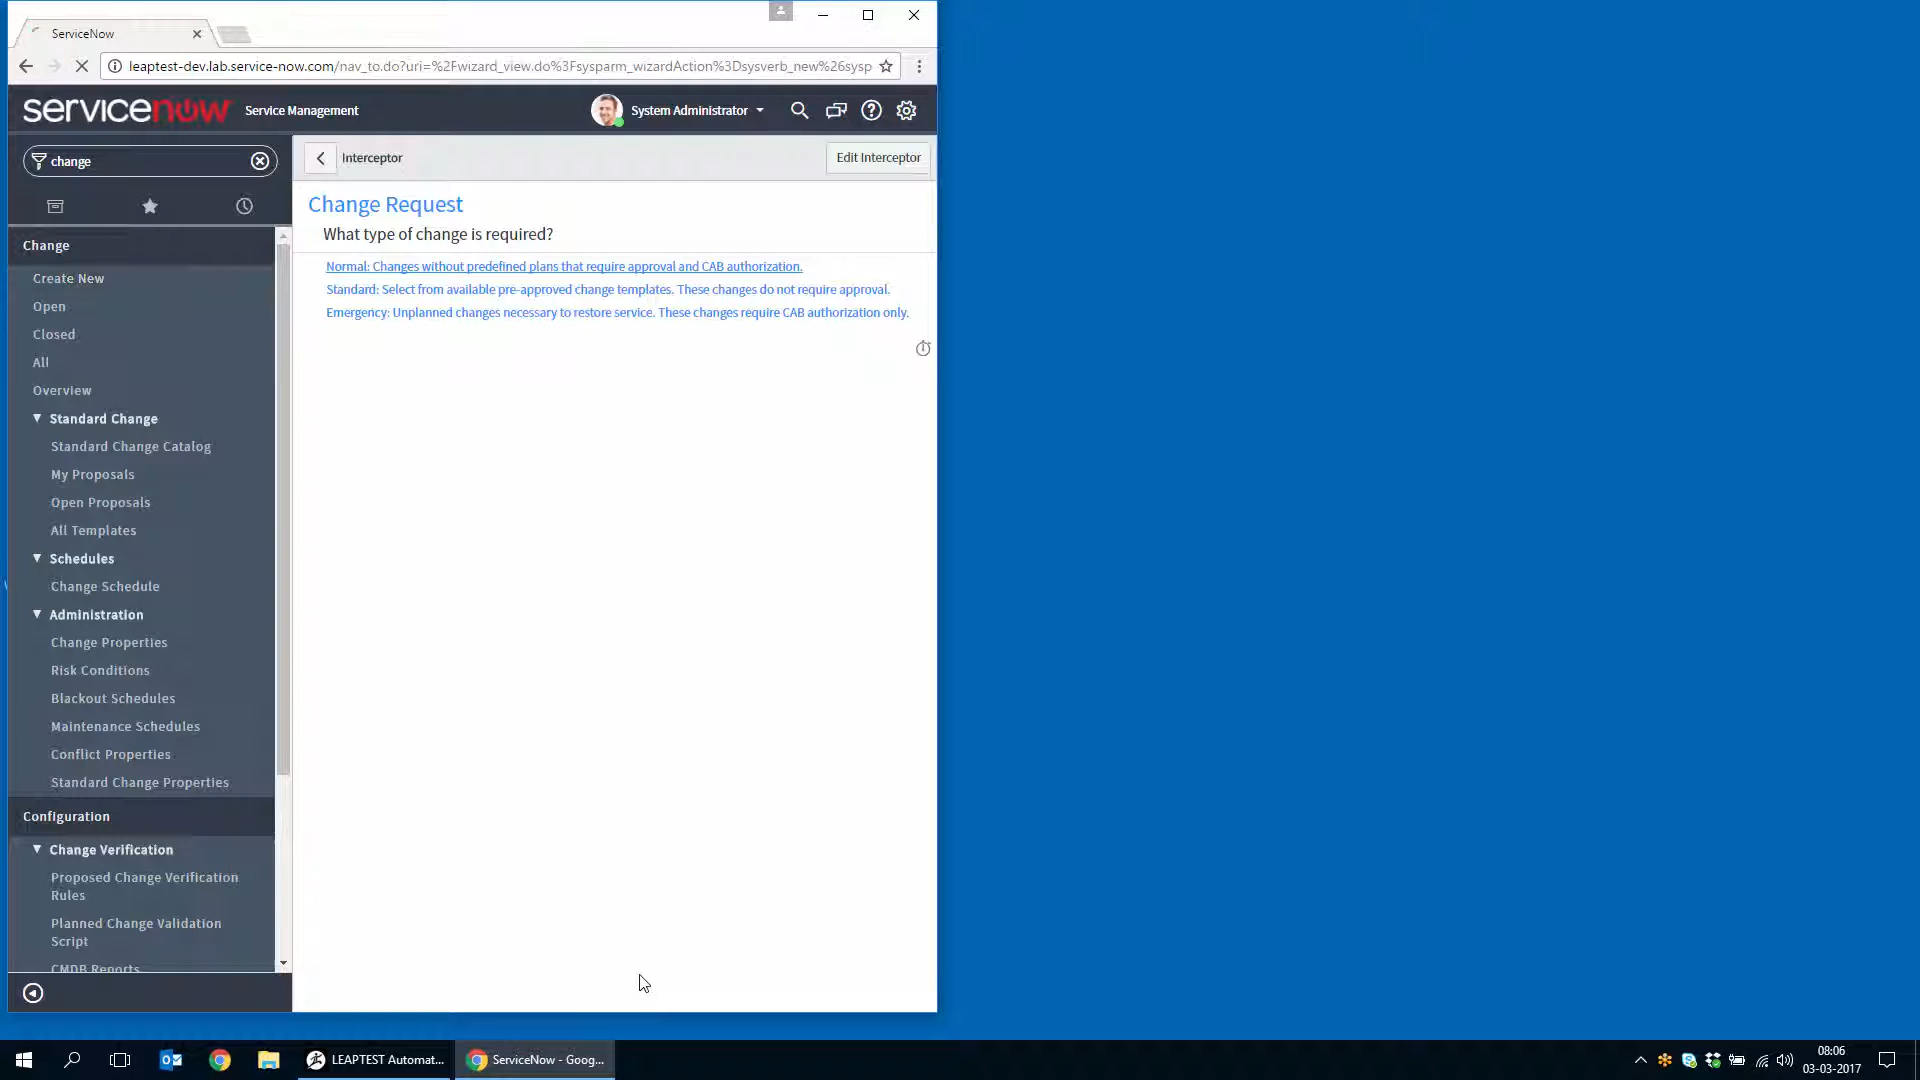 ServiceNow
leaptest-dev.lab.service-now.com/nav_to.do?uri=%2Fwizard_view.do%3Fsysparm_wizardAction%3Dsysverb_new%26sysp
servicenow
Service Management
System Administrator
change
Interceptor
Edit Interceptor
Change Request
What type of change is required?
Normal: Changes without predefined plans that require approval and CAB authorization.
Standard: Select from available pre-approved change templates. These changes do not require approval.
Emergency: Unplanned changes necessary to restore service. These changes require CAB authorization only.
Change
Create New
Open
Closed
All
Overview
Standard Change
Standard Change Catalog
My Proposals
Open Proposals
All Templates
Schedules
Change Schedule
Administration
Change Properties
Risk Conditions
Blackout Schedules
Maintenance Schedules
Conflict Properties
Standard Change Properties
Configuration
Change Verification
Proposed Change Verification
Rules
Planned Change Validation
Script
CMDB Reports
LEAPTEST Automat...
ServiceNow - Goog...
08:06
03-03-2017